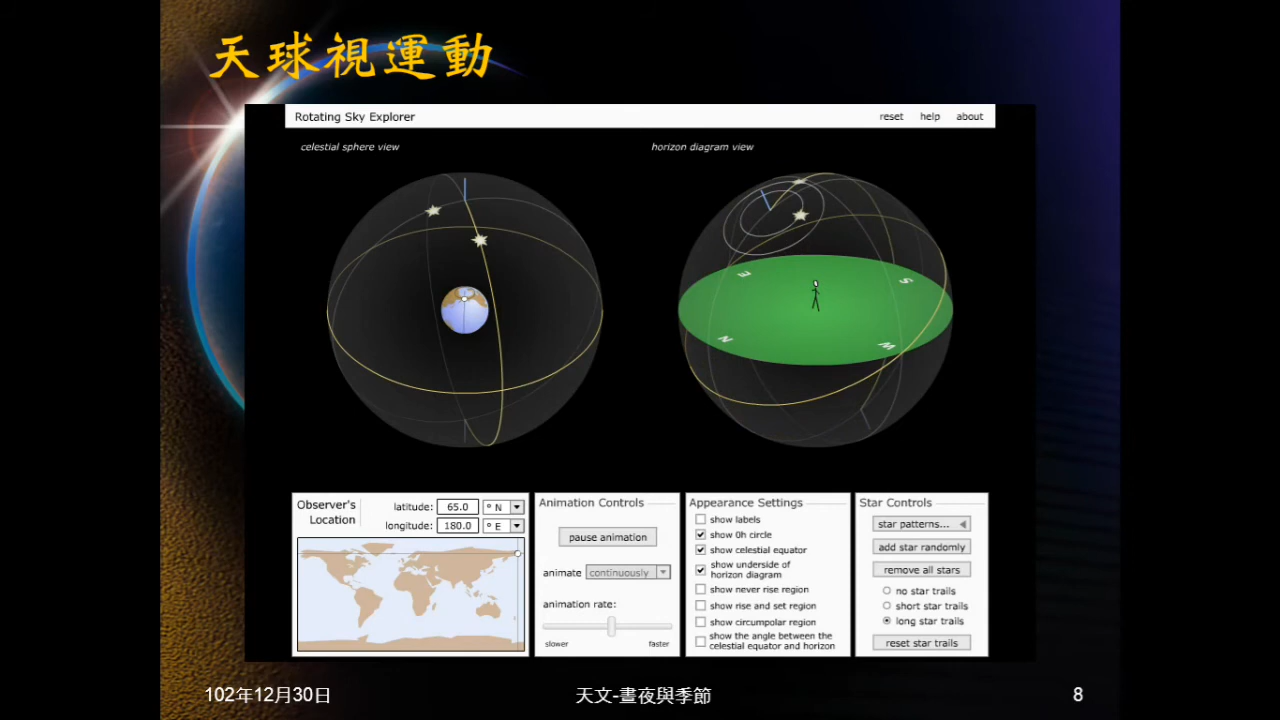 天球視運動
Rotating Sky Explorer
reset help about
celestial sphere view
horizon diagram view
E
S
N
W
Observer's
Location
latitude: 65.0 ° N
longitude: 180.0 ° E
Animation Controls
pause animation
animate continuously
animation rate:
slower faster
Appearance Settings
show labels
show 0h circle
show celestial equator
show underside of
horizon diagram
show never rise region
show rise and set region
show circumpolar region
show the angle between the
celestial equator and horizon
Star Controls
star patterns...
add star randomly
remove all stars
no star trails
short star trails
long star trails
reset star trails
102年12月30日
天文-晝夜與季節
8